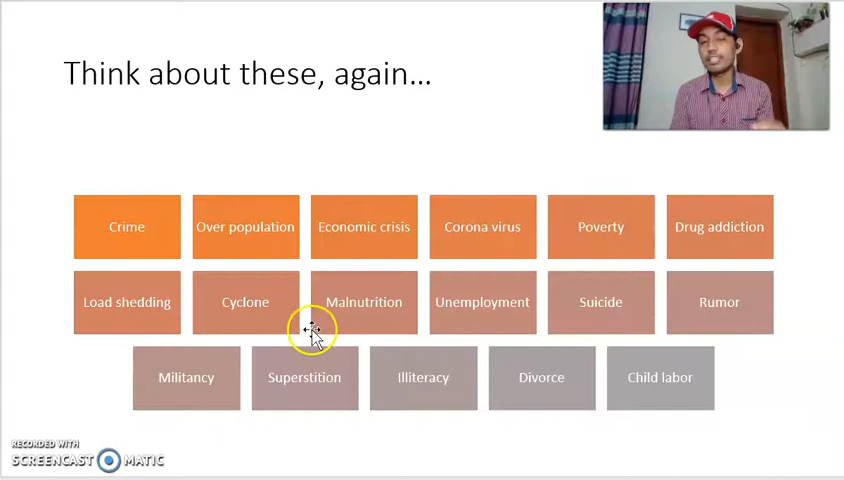 Think about these, again…
Crime
Over population
Economic crisis
Corona virus
Poverty
Drug addiction
Load shedding
Cyclone
Malnutrition
Unemployment
Suicide
Rumor
Militancy
Superstition
Illiteracy
Divorce
Child labor
RECORDED WITH
SCREENCAST MATIC